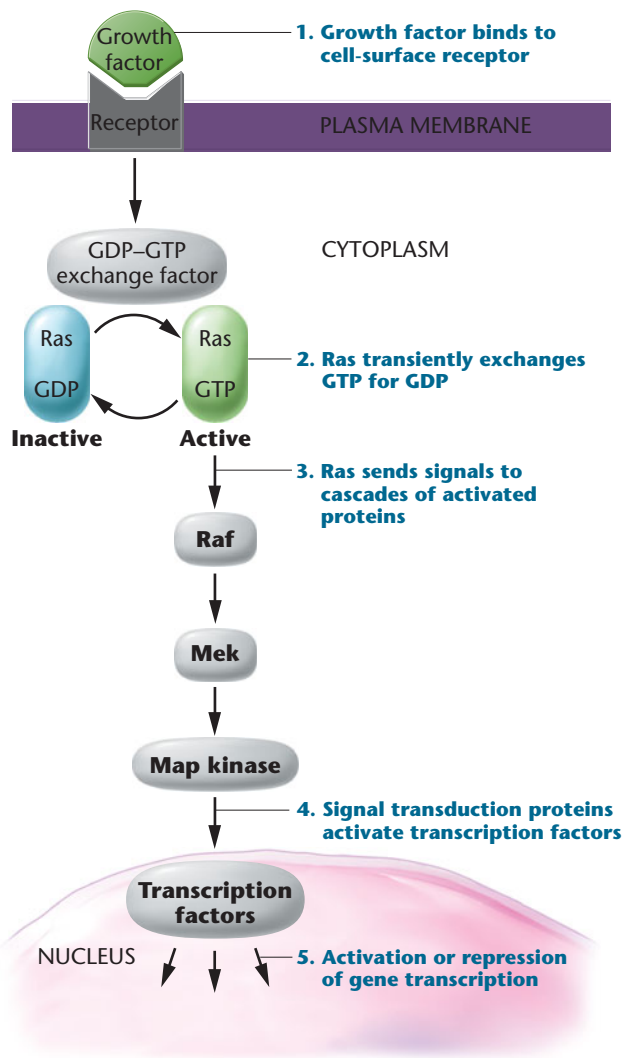 Growth
factor
1. Growth factor binds to
cell-surface receptor
Receptor
PLASMA MEMBRANE
GDP–GTP
exchange factor
CYTOPLASM
Ras
GDP
Ras
GTP
Inactive
Active
2. Ras transiently exchanges
GTP for GDP
3. Ras sends signals to
cascades of activated
proteins
Raf
Mek
Map kinase
4. Signal transduction proteins
activate transcription factors
Transcription
factors
NUCLEUS
5. Activation or repression
of gene transcription